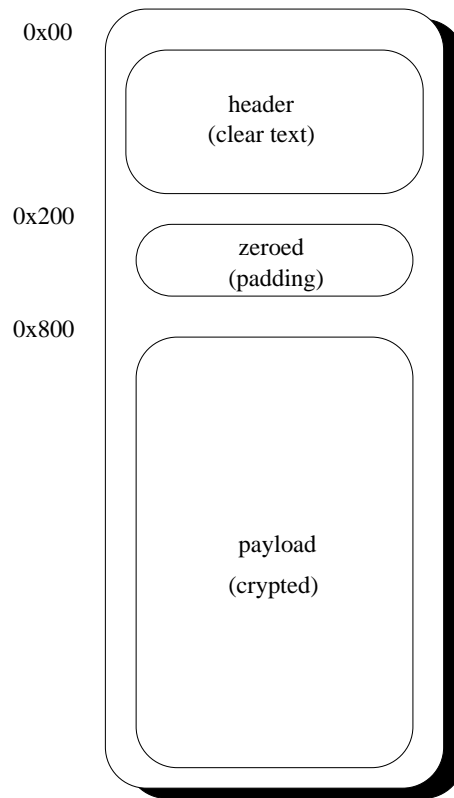 0x00
header
(clear text)
0x200
zeroed
(padding)
0x800
payload
(crypted)